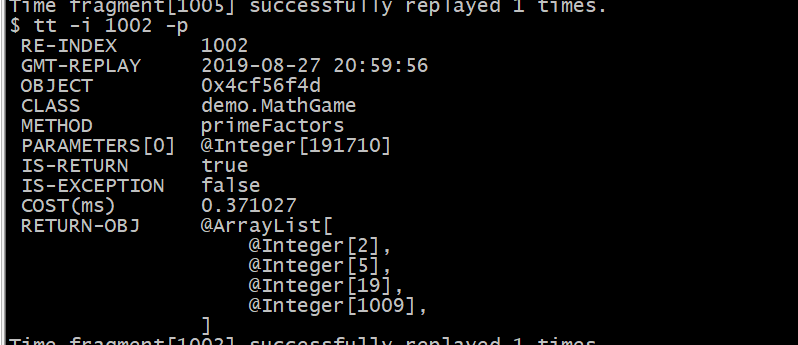 Time fragment[1005] successfully replayed 1 times.
$ tt -i 1002 -p
RE-INDEX 1002
GMT-REPLAY 2019-08-27 20:59:56
OBJECT 0x4cf56f4d
CLASS demo.MathGame
METHOD primeFactors
PARAMETERS[0] @Integer[191710]
IS-RETURN true
IS-EXCEPTION false
COST(ms) 0.371027
RETURN-OBJ @ArrayList[
@Integer[2],
@Integer[5],
@Integer[19],
@Integer[1009],
]
Time fragment[1002] successfully replayed 1 times.